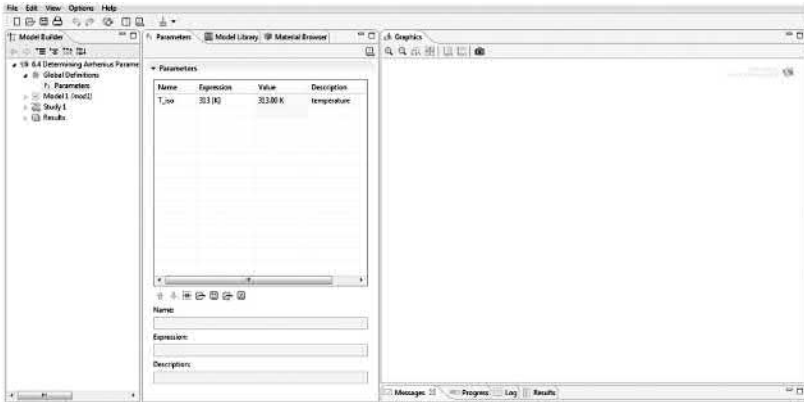 File Edit View Options Help
Model Builder
6.4 Determining Arrhenius Parame
Global Definitions
Parameters
Model 1 (mod1)
Study 1
Results
Parameters Model Library Material Browser
Parameters
Name Expression Value Description
T_iso 313 [K] 313.00 K temperature
Name:
Expression:
Description:
Graphics
Messages Progress Log Results